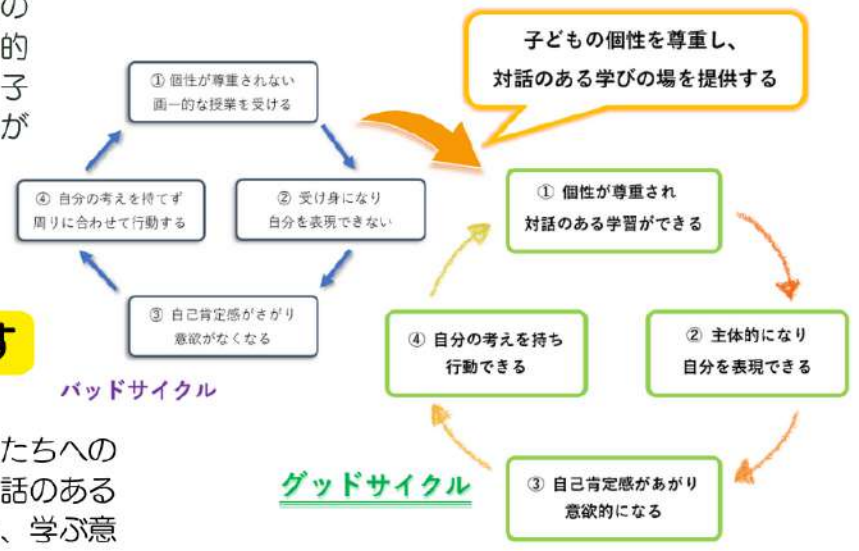 の
的
子
が
子どもの個性を尊重し、
対話のある学びの場を提供する
① 個性が尊重されない
画一的な授業を受ける
② 受け身になり
自分を表現できない
③ 自己肯定感がさがり
意欲がなくなる
④ 自分の考えを持てず
周りに合わせて行動する
バッドサイクル
① 個性が尊重され
対話のある学習ができる
② 主体的になり
自分を表現できる
③ 自己肯定感があがり
意欲的になる
④ 自分の考えを持ち
行動できる
グッドサイクル
す
たちへの
話のある
、学ぶ意